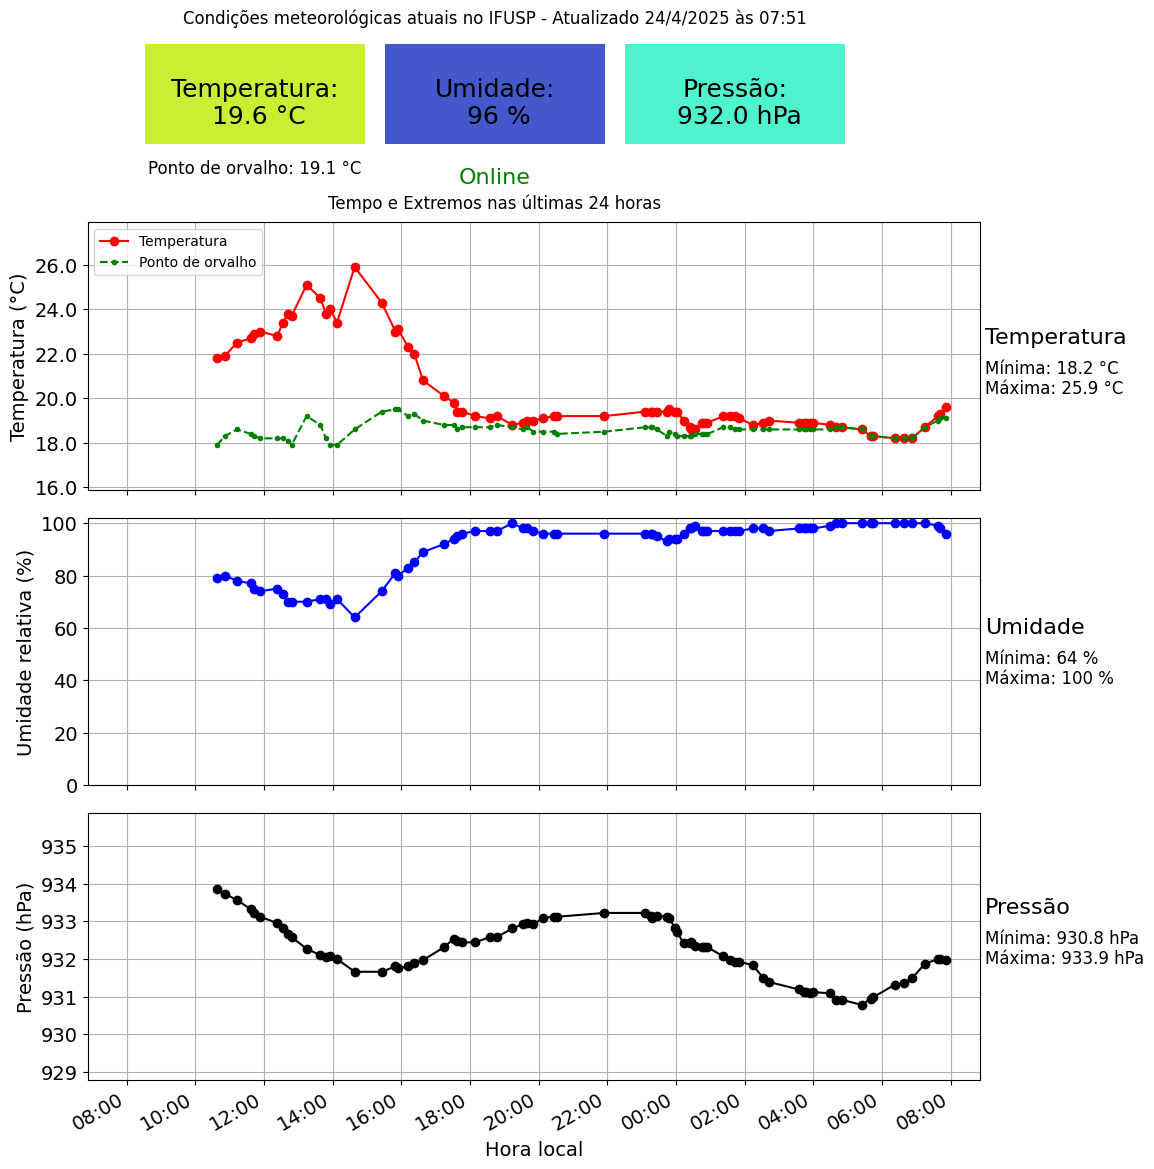 Condições meteorológicas atuais no IFUSP - Atualizado 24/4/2025 às 07:51
Temperatura:
19.6 °C
Umidade:
96 %
Pressão:
932.0 hPa
Ponto de orvalho: 19.1 °C
Online
Tempo e Extremos nas últimas 24 horas
Temperatura
Ponto de orvalho
Temperatura (°C)
26.0
24.0
22.0
20.0
18.0
16.0
Temperatura
Mínima: 18.2 °C
Máxima: 25.9 °C
Umidade relativa (%)
100
80
60
40
20
0
Umidade
Mínima: 64 %
Máxima: 100 %
Pressão (hPa)
935
934
933
932
931
930
929
Pressão
Mínima: 930.8 hPa
Máxima: 933.9 hPa
08:00 10:00 12:00 14:00 16:00 18:00 20:00 22:00 00:00 02:00 04:00 06:00 08:00
Hora local